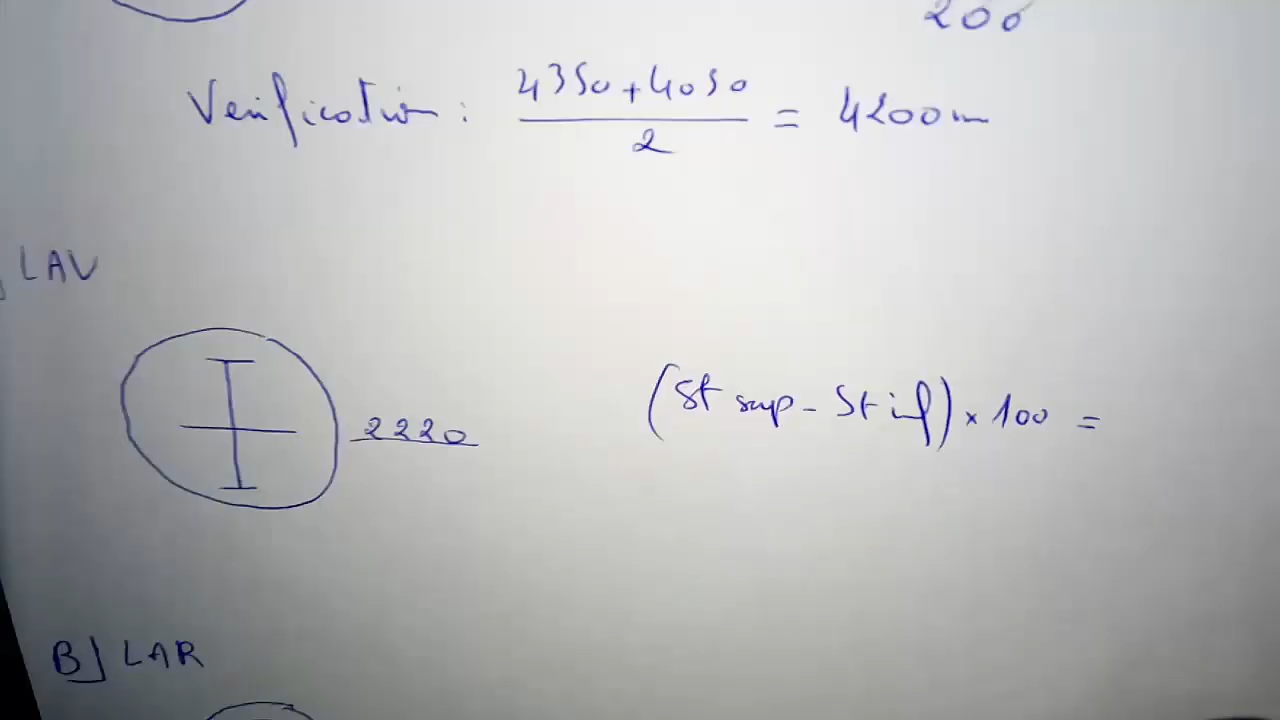 200
Verification : 4350 + 4050 / 2 = 4200 m
LAV
(St sup - St inf) × 100 =
2220
B] LAR